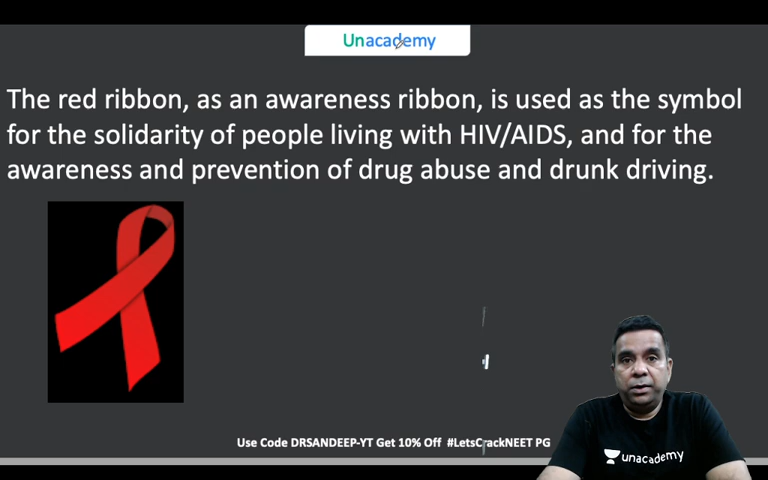 Unacademy
The red ribbon, as an awareness ribbon, is used as the symbol
for the solidarity of people living with HIV/AIDS, and for the
awareness and prevention of drug abuse and drunk driving.
unacademy
Use Code DRSANDEEP-YT Get 10% Off #LetsCrackNEET PG